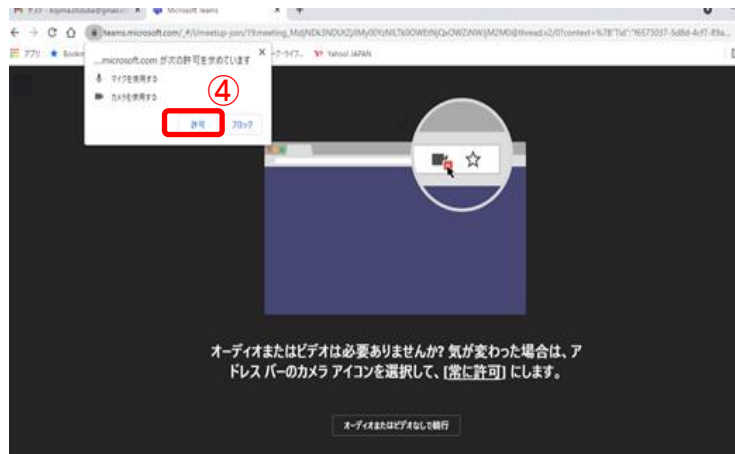 Microsoft Teams
teams.microsoft.com/_#/l/meetup-join/19:meeting_
アプリ
Yahoo! JAPAN
...microsoft.com が次の許可を求めています
マイクを使用する
カメラを使用する
④
許可 ブロック
オーディオまたはビデオは必要ありませんか? 気が変わった場合は、ア
ドレス バーのカメラ アイコンを選択して、[常に許可] にします。
オーディオまたはビデオなしで続行